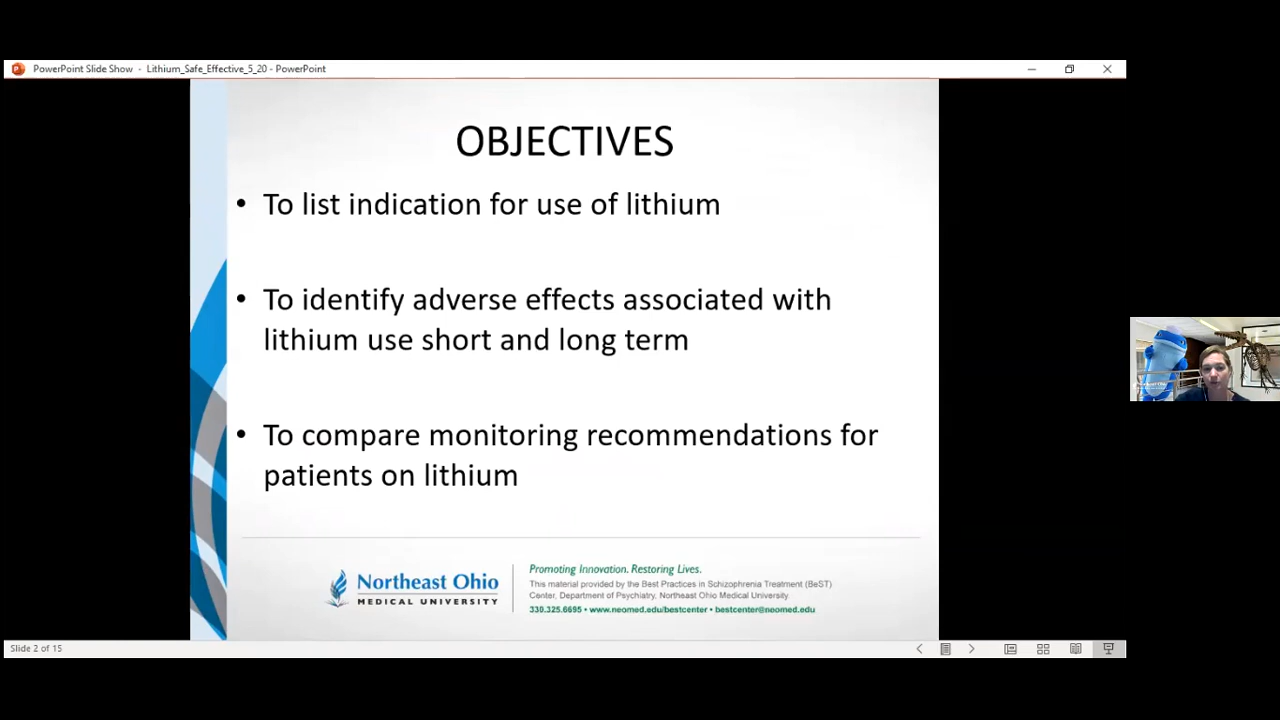 PowerPoint Slide Show - Lithium_Safe_Effective_5_20 - PowerPoint
OBJECTIVES
• To list indication for use of lithium
• To identify adverse effects associated with
lithium use short and long term
• To compare monitoring recommendations for
patients on lithium
Northeast Ohio
MEDICAL UNIVERSITY
Promoting Innovation. Restoring Lives.
This material provided by the Best Practices in Schizophrenia Treatment (BeST)
Center, Department of Psychiatry, Northeast Ohio Medical University
330.325.6695 • www.neomed.edu/bestcenter • bestcenter@neomed.edu
Slide 2 of 15